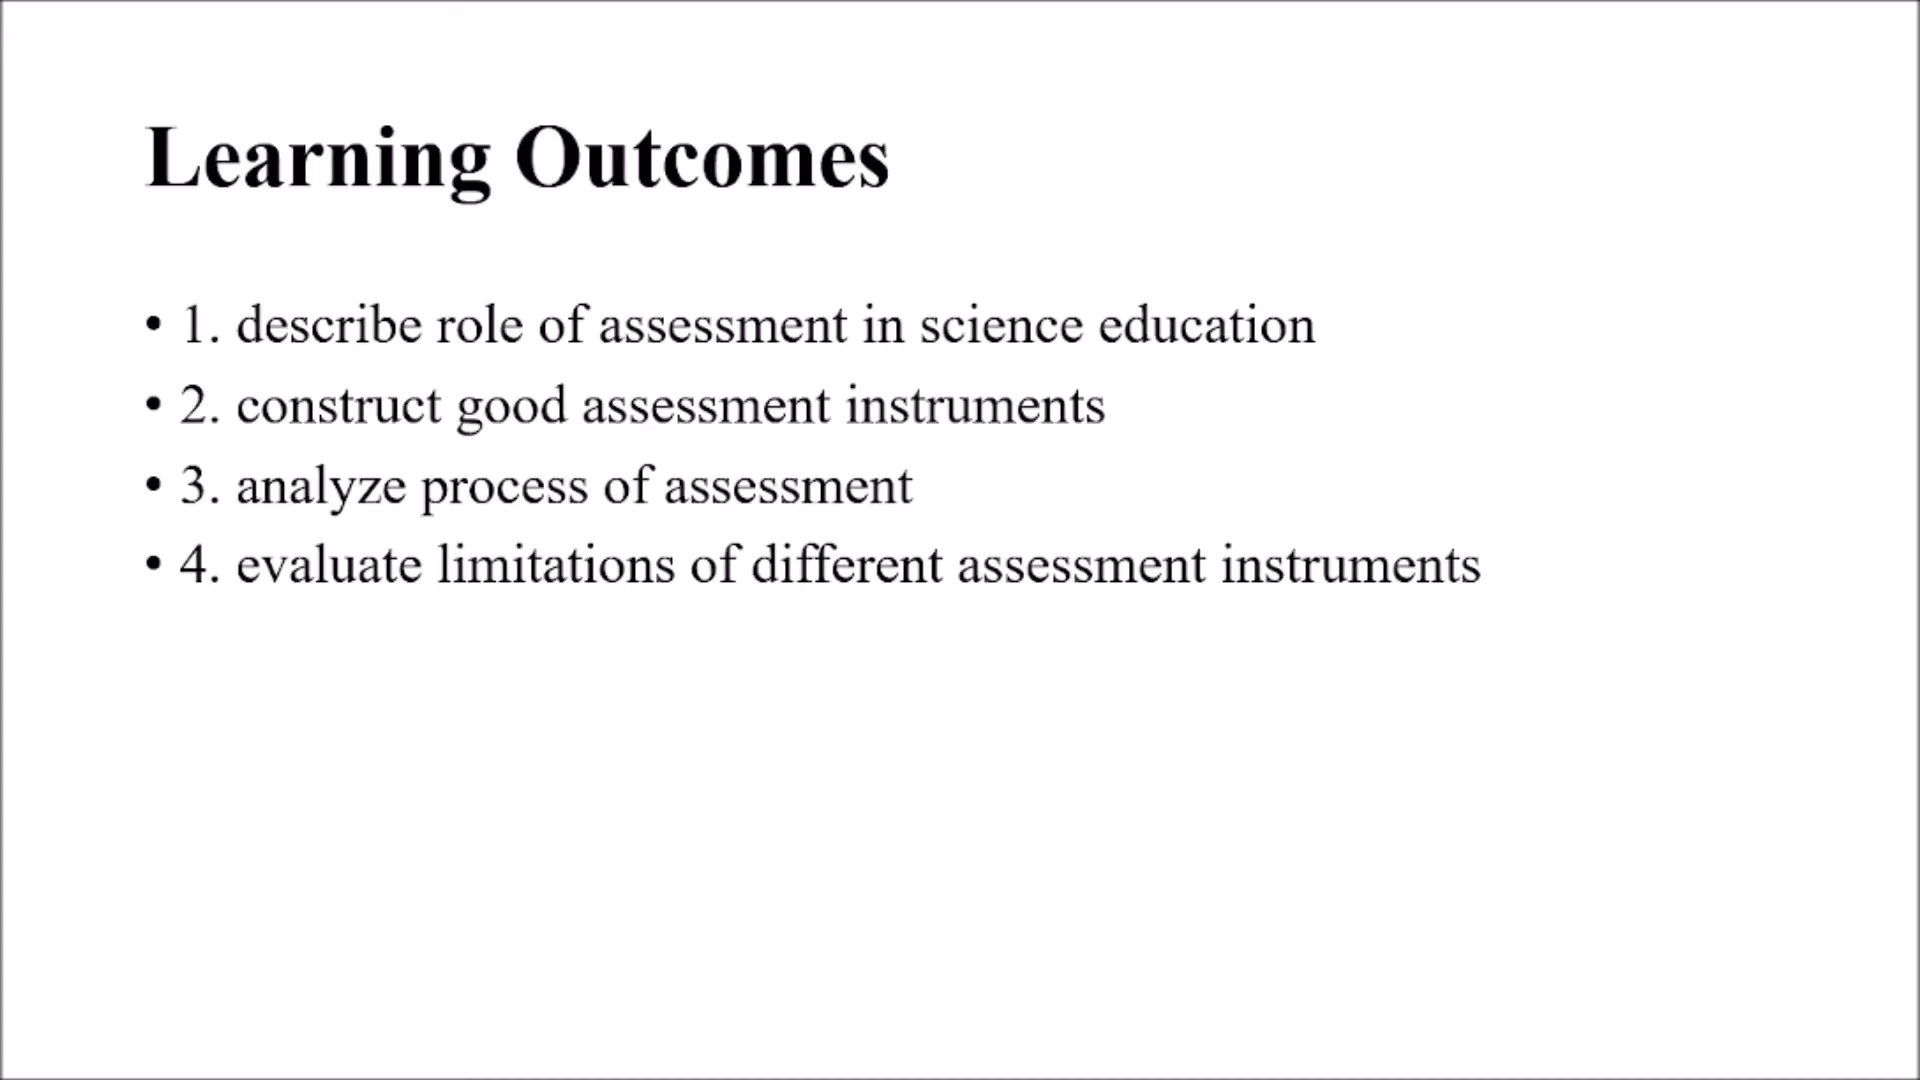 Learning Outcomes
• 1. describe role of assessment in science education
• 2. construct good assessment instruments
• 3. analyze process of assessment
• 4. evaluate limitations of different assessment instruments